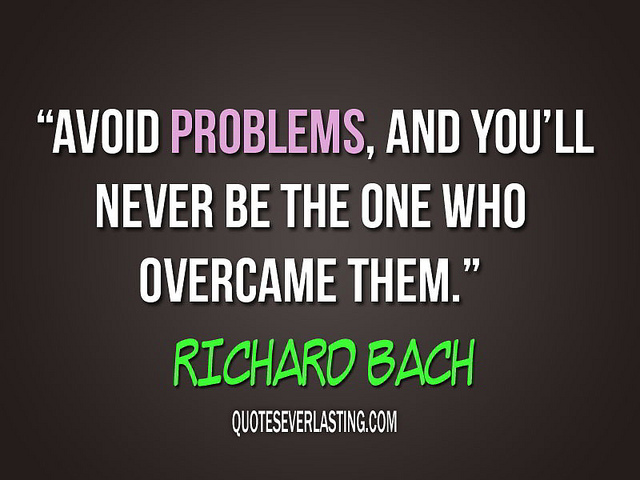 “AVOID PROBLEMS, AND YOU’LL
NEVER BE THE ONE WHO
OVERCAME THEM.”
RICHARD BACH
QUOTESEVERLASTING.COM